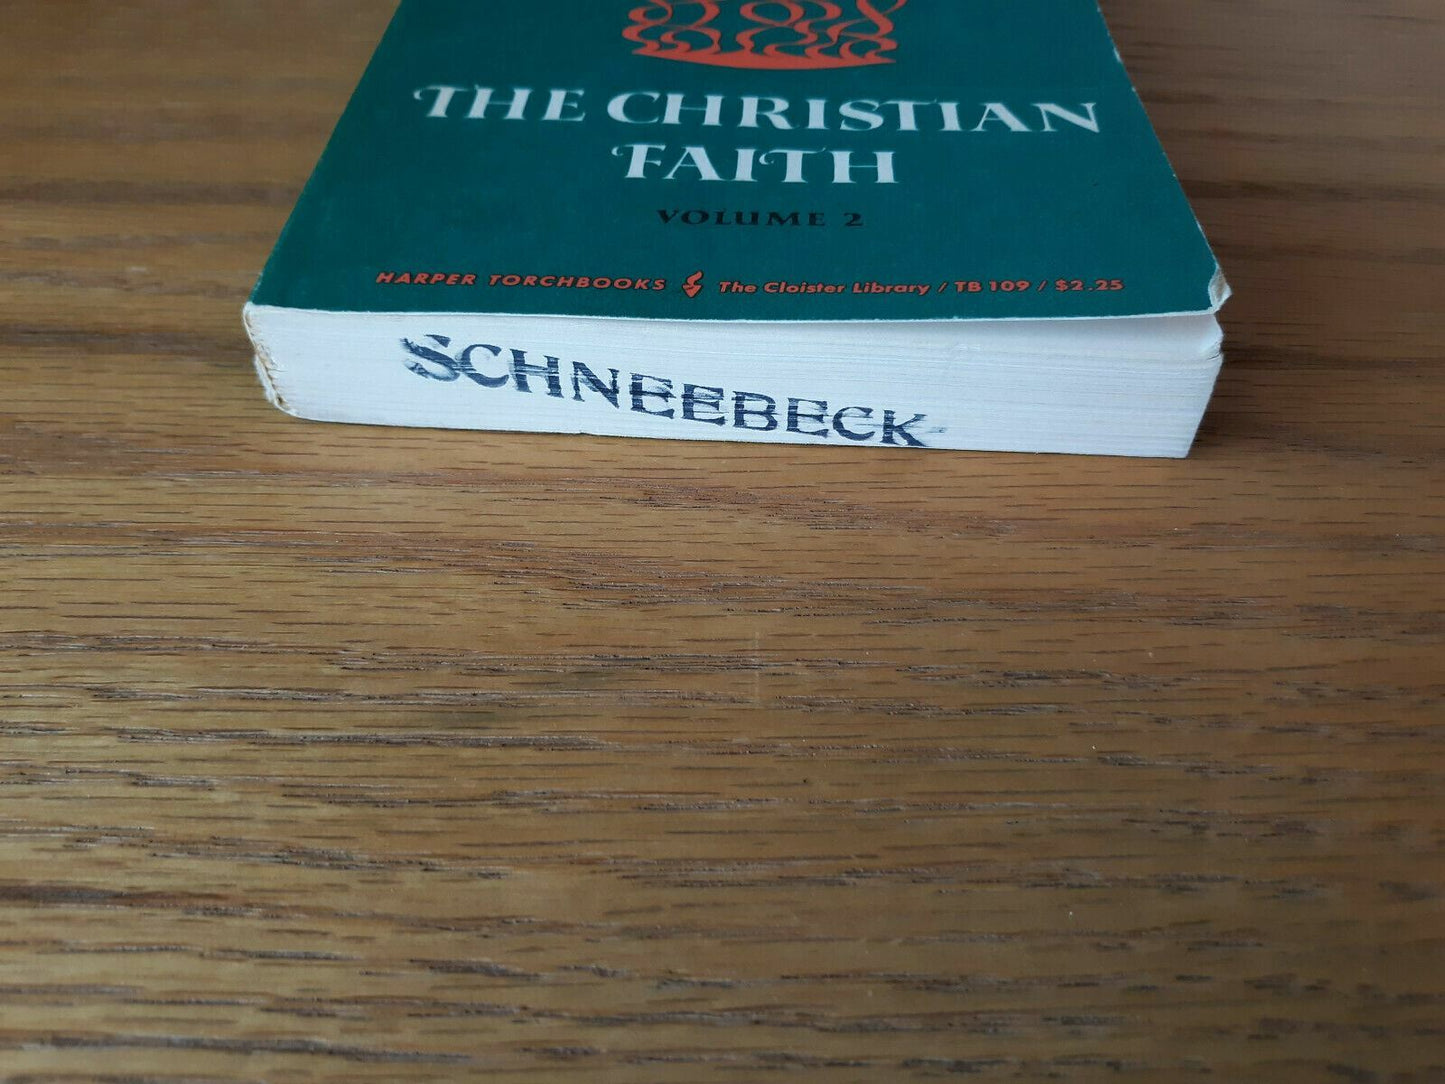 THE CHRISTIAN
FAITH
VOLUME 2
HARPER TORCHBOOKS The Cloister Library / TB 109 / $2.25
SCHNEEBECK